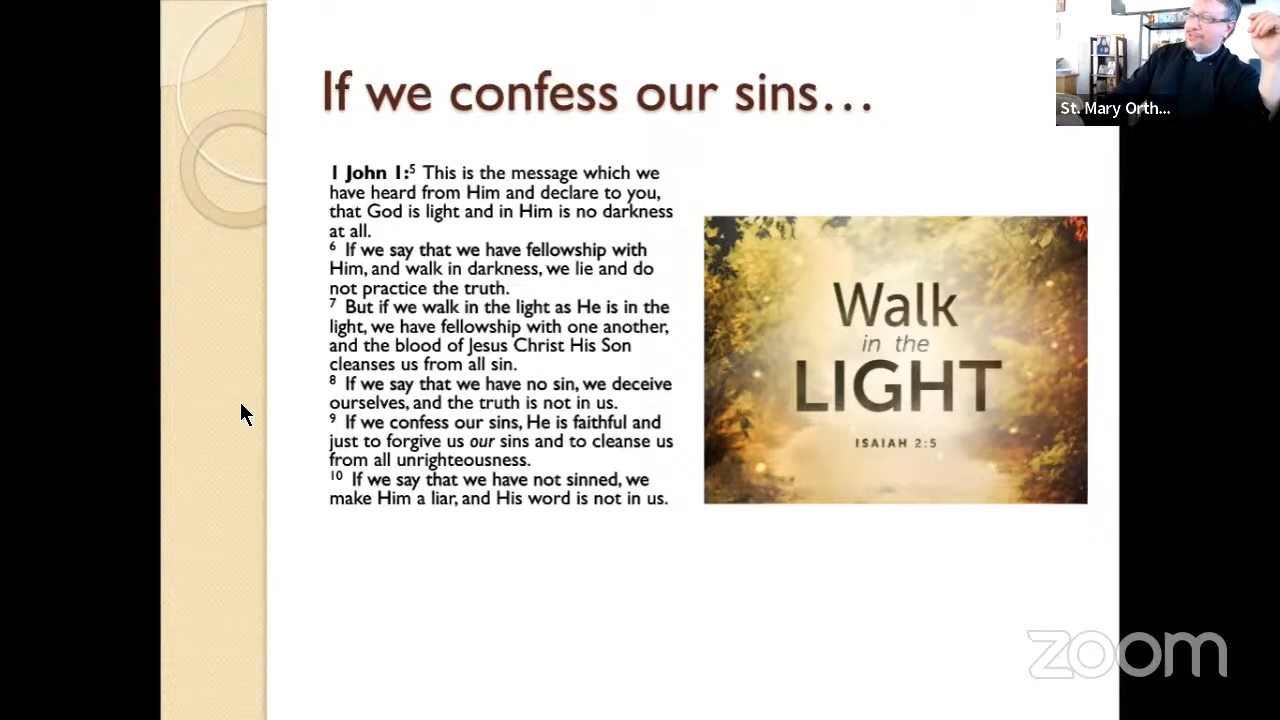 If we confess our sins…
1 John 1:⁵ This is the message which we
have heard from Him and declare to you,
that God is light and in Him is no darkness
at all.
⁶ If we say that we have fellowship with
Him, and walk in darkness, we lie and do
not practice the truth.
⁷ But if we walk in the light as He is in the
light, we have fellowship with one another,
and the blood of Jesus Christ His Son
cleanses us from all sin.
⁸ If we say that we have no sin, we deceive
ourselves, and the truth is not in us.
⁹ If we confess our sins, He is faithful and
just to forgive us our sins and to cleanse us
from all unrighteousness.
¹⁰ If we say that we have not sinned, we
make Him a liar, and His word is not in us.
Walk
in the
LIGHT
ISAIAH 2:5
St. Mary Orth...
zoom